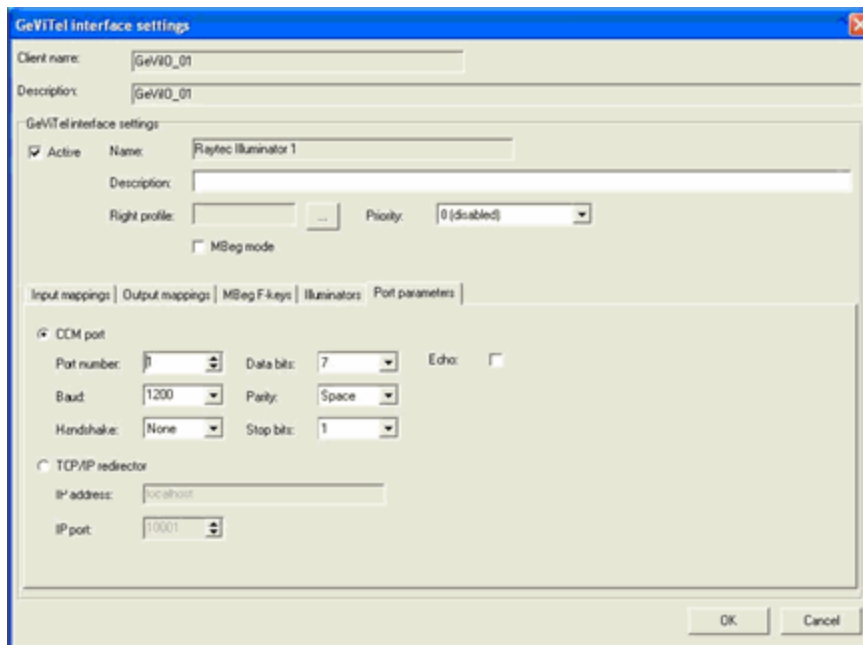 GeViTel interface settings
Client name: GeViIO_01
Description: GeViIO_01
GeViTel interface settings
Active Name: Raytec Illuminator 1
Description:
Right profile: ... Priority: 0 (disabled)
MBeg mode
Input mappings Output mappings MBeg F-keys Illuminators Port parameters
COM port
Port number: 1 Data bits: 7 Echo:
Baud: 1200 Parity: Space
Handshake: None Stop bits: 1
TCP/IP redirector
IP address: localhost
IP port: 10001
OK Cancel